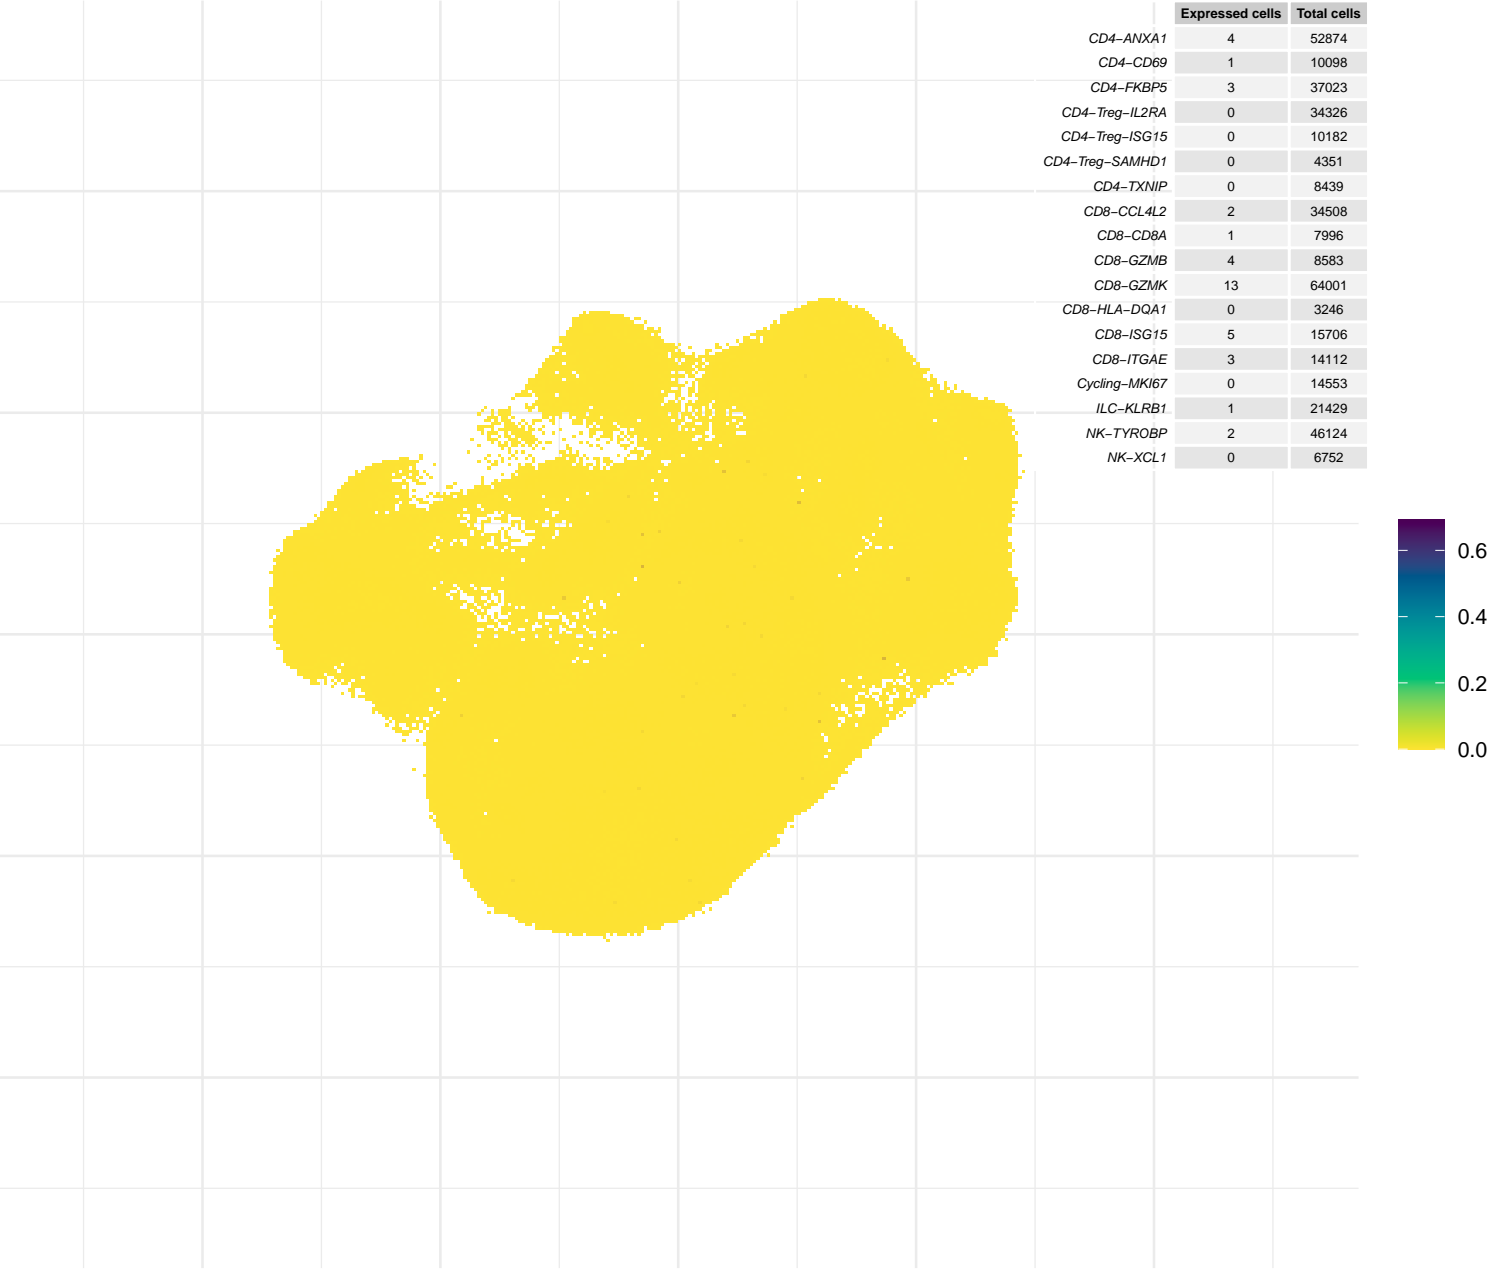 Expressed cells Total cells
CD4−ANXA1 4 52874
CD4−CD69 1 10098
CD4−FKBP5 3 37023
CD4−Treg−IL2RA 0 34326
CD4−Treg−ISG15 0 10182
CD4−Treg−SAMHD1 0 4351
CD4−TXNIP 0 8439
CD8−CCL4L2 2 34508
CD8−CD8A 1 7996
CD8−GZMB 4 8583
CD8−GZMK 13 64001
CD8−HLA−DQA1 0 3246
CD8−ISG15 5 15706
CD8−ITGAE 3 14112
Cycling−MKI67 0 14553
ILC−KLRB1 1 21429
NK−TYROBP 2 46124
NK−XCL1 0 6752
0.6
0.4
0.2
0.0